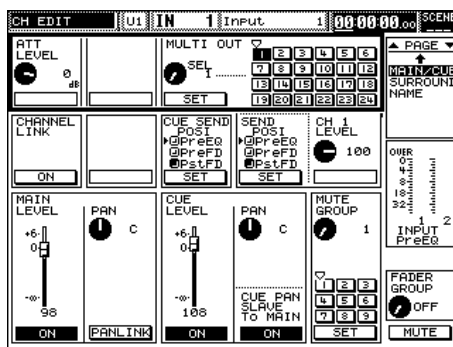 CH EDIT U1 IN 1 Input 1 00:00:00.00 SCENE
ATT LEVEL
0 dB
MULTI OUT
SEL
1 2 3 4 5 6
7 8 9 10 11 12
13 14 15 16 17 18
19 20 21 22 23 24
SET
PAGE
MAIN/CUE
SURROUND
NAME
CHANNEL LINK
ON
CUE SEND POSI
PreEQ
PreFD
PstFD
SET
SEND POSI
PreEQ
PreFD
PstFD
SET
CH 1 LEVEL
100
OVER
0
4
8
18
32
1 2
INPUT
PreEQ
MAIN LEVEL
+6
0
-∞
98
ON
PAN
C
PANLINK
CUE LEVEL
+6
0
-∞
108
ON
PAN
C
CUE PAN
SLAVE
TO MAIN
ON
MUTE GROUP
1
1 2 3
4 5 6
7 8 9
SET
FADER GROUP
OFF
MUTE